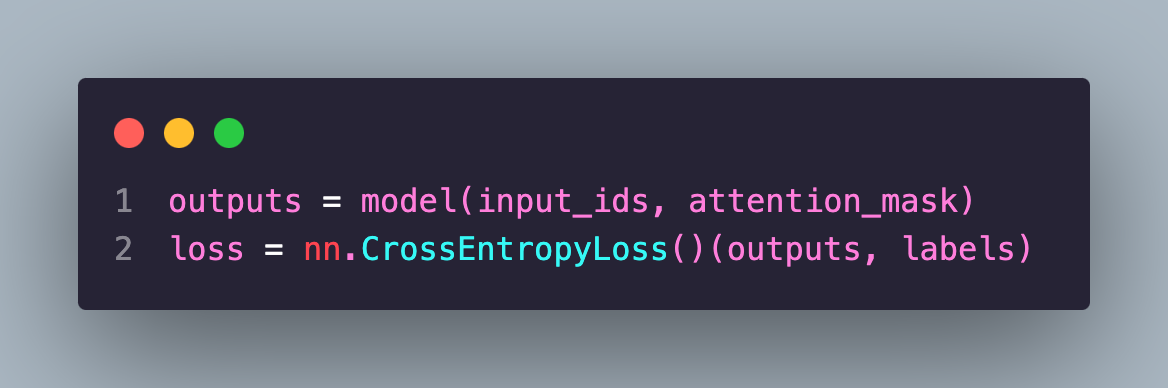 1 outputs = model(input_ids, attention_mask)
2 loss = nn.CrossEntropyLoss()(outputs, labels)